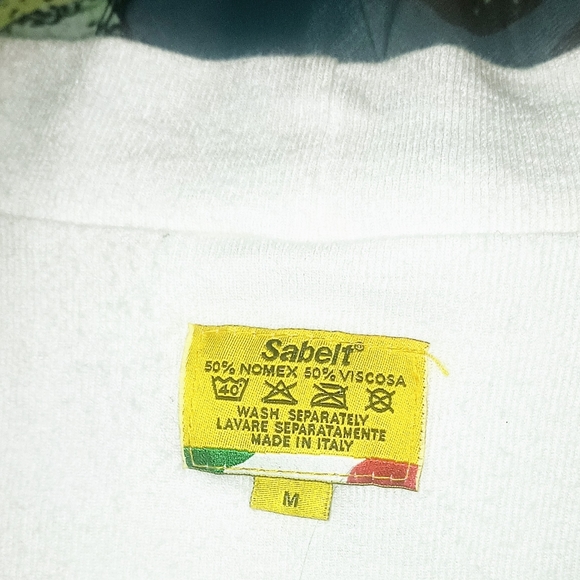 Sabelt®
50% NOMEX 50% VISCOSA
40°
WASH SEPARATELY
LAVARE SEPARATAMENTE
MADE IN ITALY
M